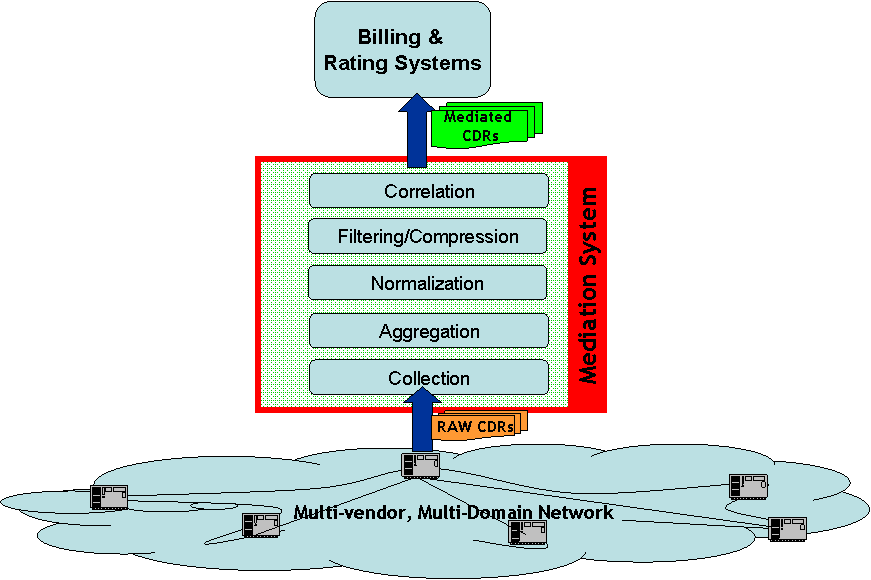 Billing &
Rating Systems
Mediated
CDRs
Correlation
Filtering/Compression
Normalization
Aggregation
Collection
Mediation System
RAW CDRs
Multi-vendor, Multi-Domain Network